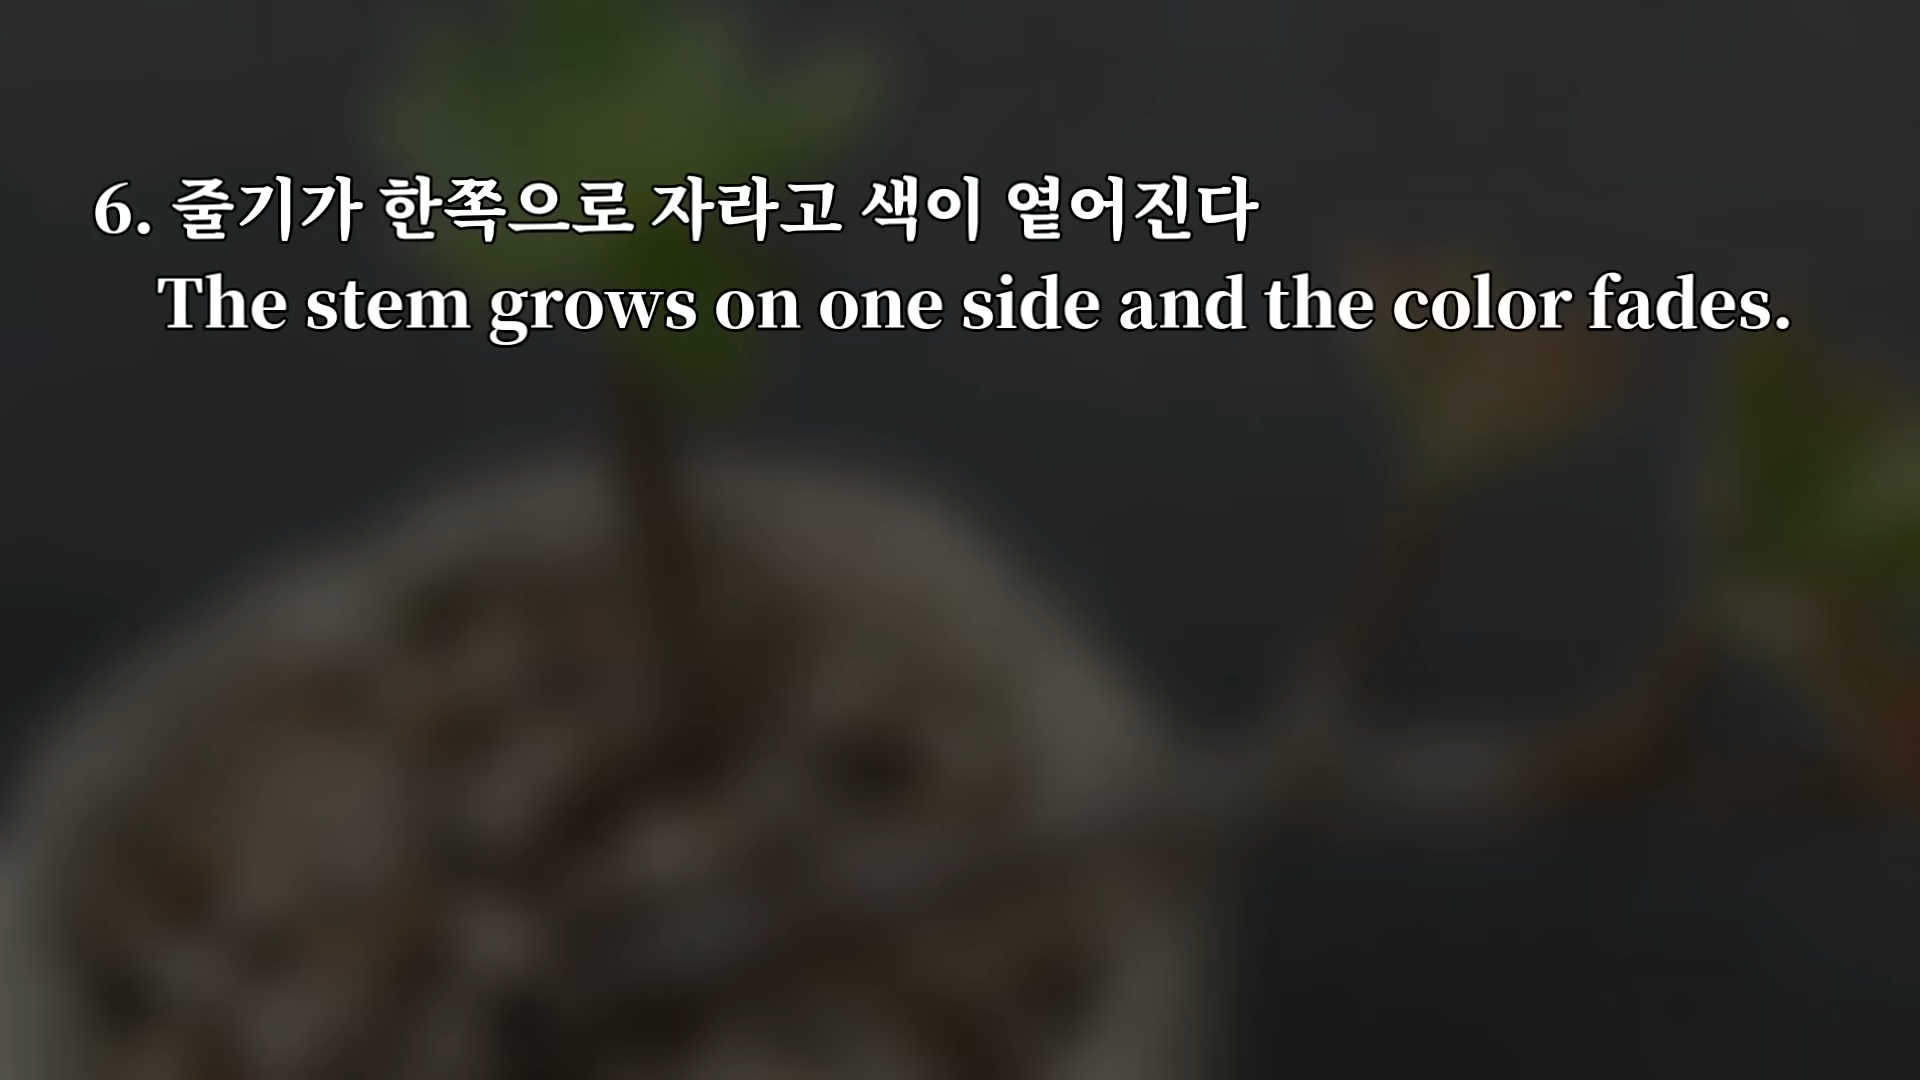 6. 줄기가 한쪽으로 자라고 색이 옅어진다
The stem grows on one side and the color fades.